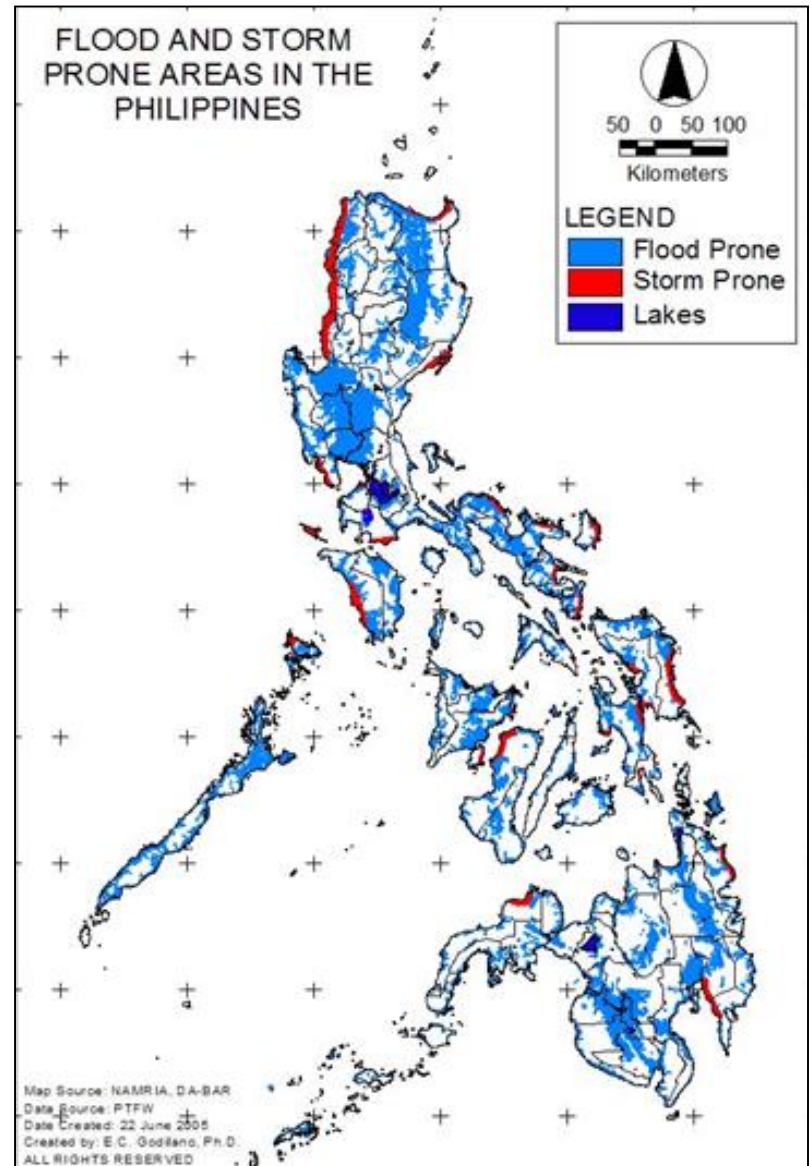 FLOOD AND STORM
PRONE AREAS IN THE
PHILIPPINES
50 0 50 100
Kilometers
LEGEND
Flood Prone
Storm Prone
Lakes
Map Source: NAMRIA, DA-BAR
Data Source: PTFW
Date Created: 22 June 2005
Created by: E.C. Godilano, Ph.D.
ALL RIGHTS RESERVED